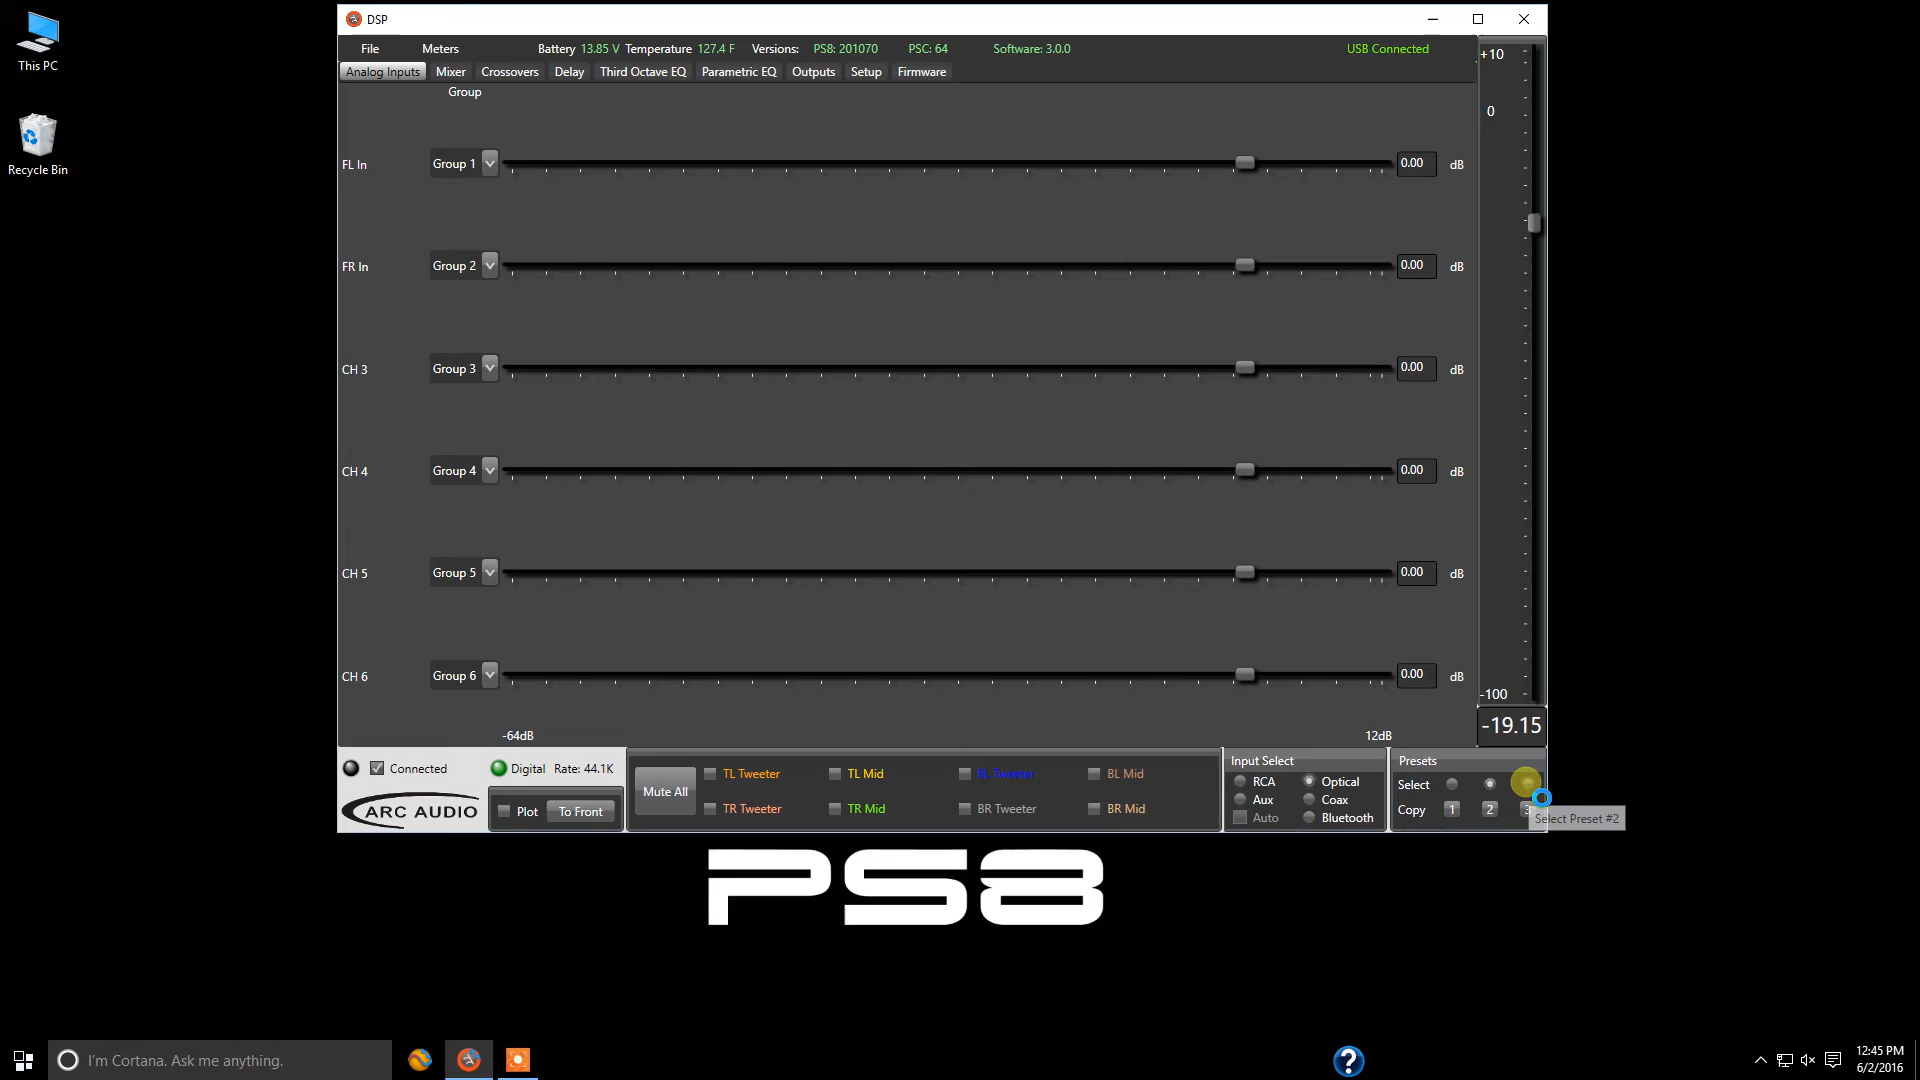 This PC
Recycle Bin
DSP
File Meters Battery 13.85 V Temperature 127.4 F Versions: PS8: 201070 PSC: 64 Software: 3.0.0 USB Connected
Analog Inputs Mixer Crossovers Delay Third Octave EQ Parametric EQ Outputs Setup Firmware
Group
+10
0
-100
-19.15
FL In Group 1 0.00 dB
FR In Group 2 0.00 dB
CH 3 Group 3 0.00 dB
CH 4 Group 4 0.00 dB
CH 5 Group 5 0.00 dB
CH 6 Group 6 0.00 dB
-64dB 12dB
Connected Digital Rate: 44.1K
ARC AUDIO Plot To Front
Mute All
TL Tweeter TL Mid Tweeter BL Mid
TR Tweeter TR Mid BR Tweeter BR Mid
Input Select
RCA Optical
Aux Coax
Auto Bluetooth
Presets
Select
Copy 1 2 3
Select Preset #2
PS8
I'm Cortana. Ask me anything.
?
12:45 PM
6/2/2016